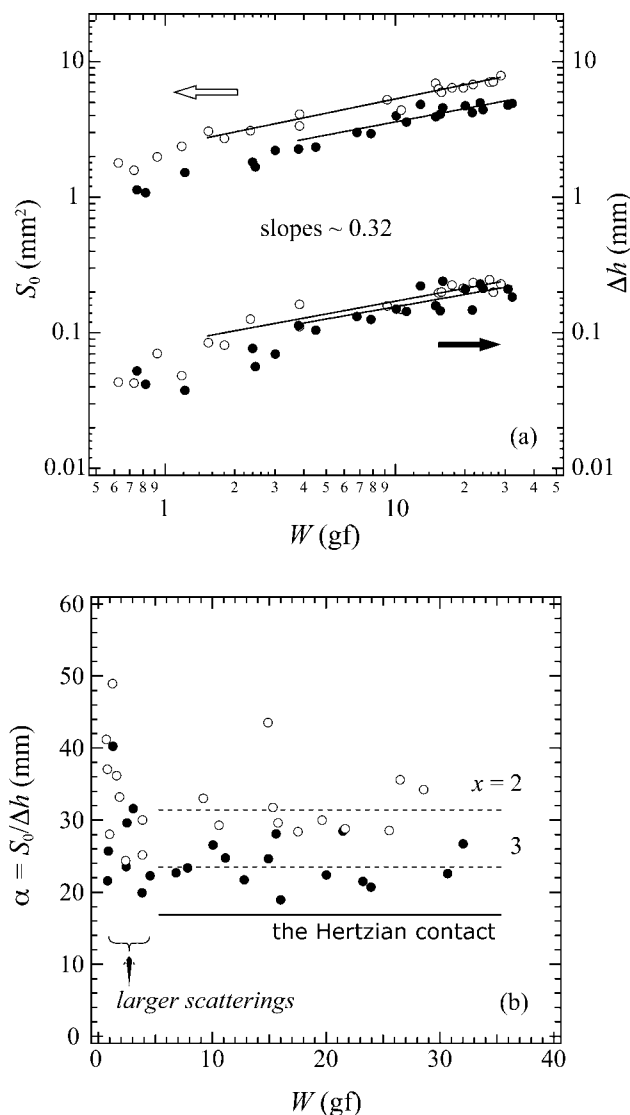 10
1
0.1
0.01
S₀ (mm²)
slopes ~ 0.32
10
1
0.1
0.01
Δh (mm)
(a)
5 6 7 8 9 2 3 4 5 6 7 8 9 2 3 4 5
1 10
W (gf)
60
50
40
30
20
10
0
α = S₀/Δh (mm)
x = 2
3
the Hertzian contact
larger scatterings
(b)
0 10 20 30 40
W (gf)